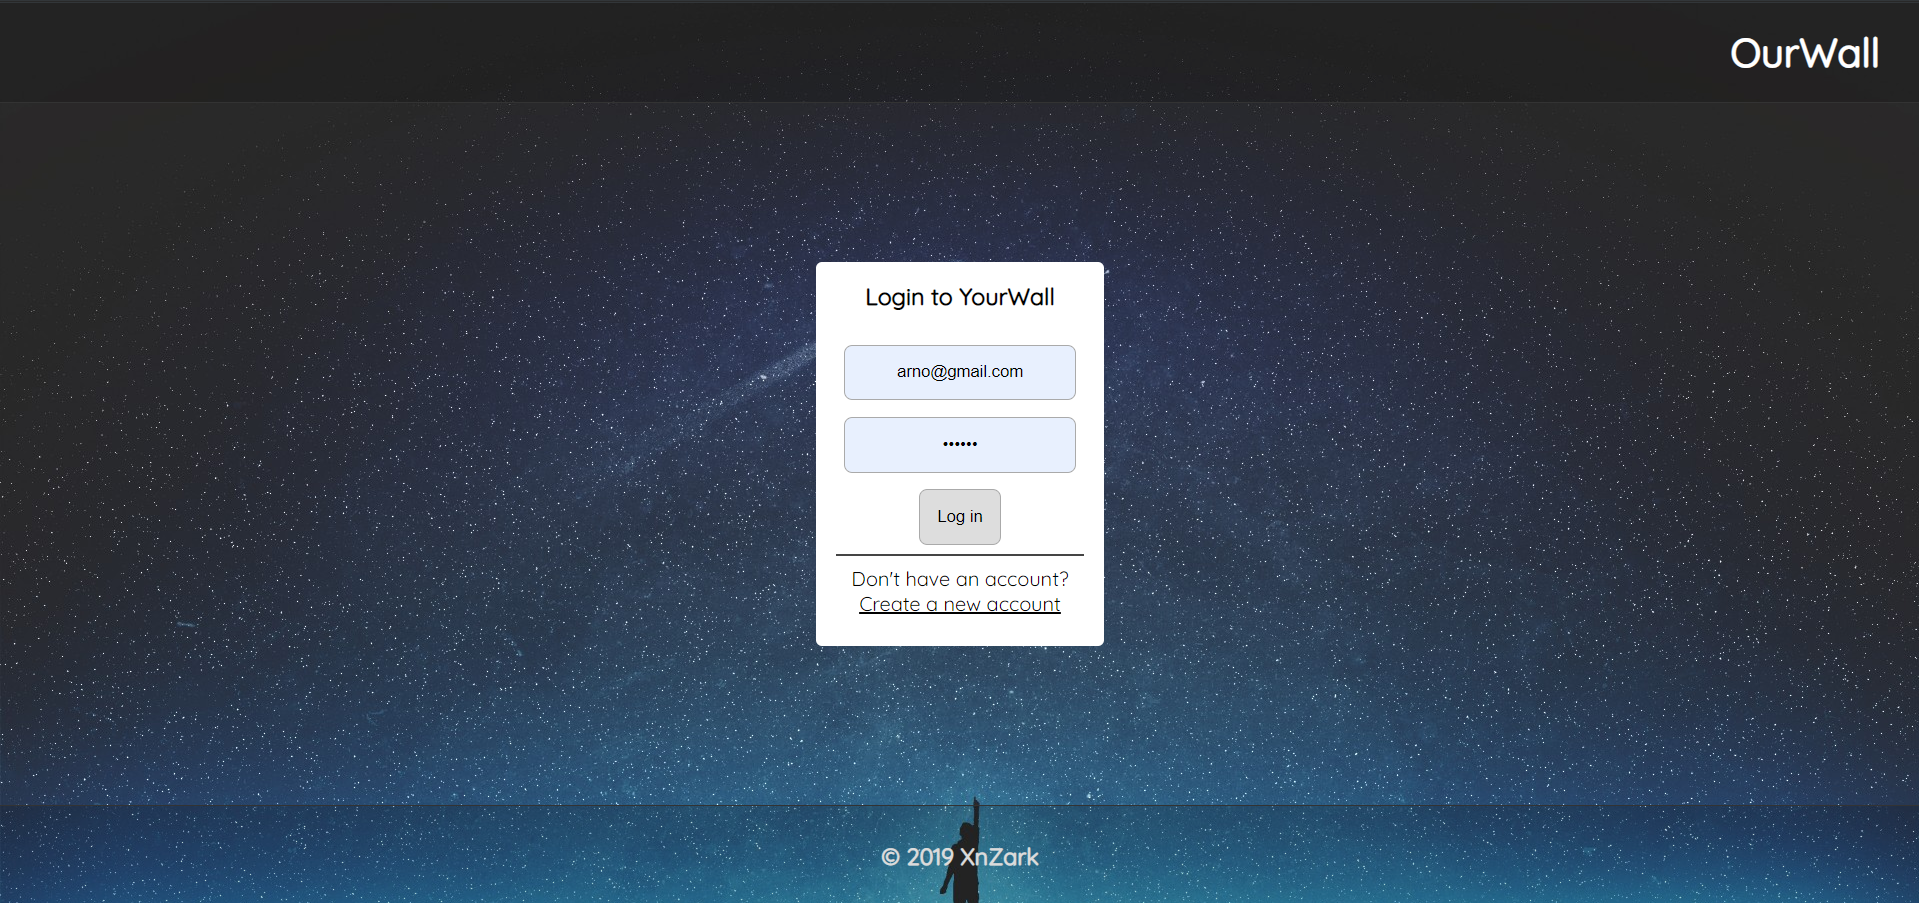 OurWall
Login to YourWall
arno@gmail.com
••••••
Log in
Don't have an account?
Create a new account
© 2019 XnZark